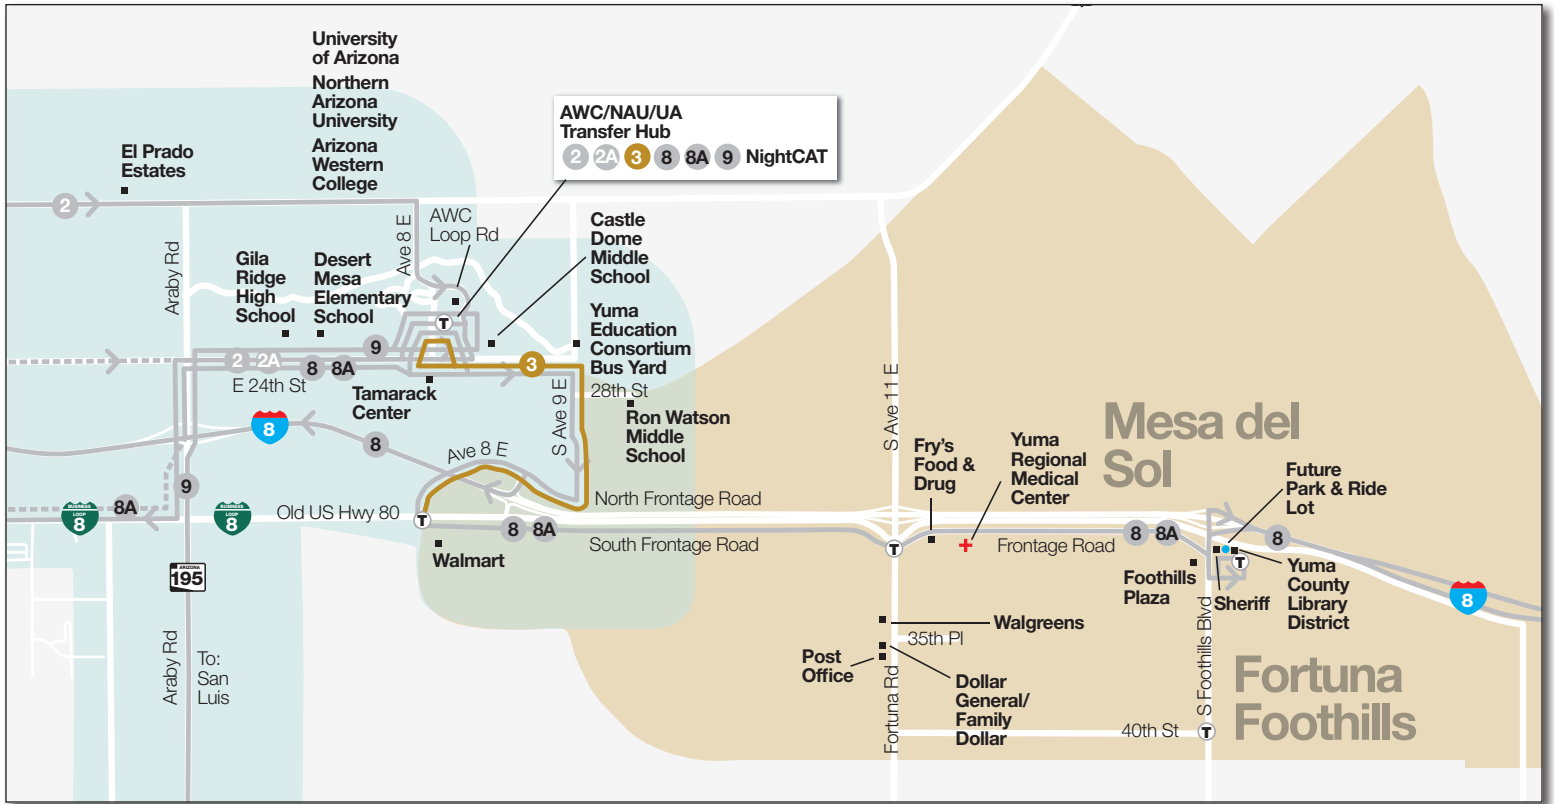 University
of Arizona
Northern
Arizona
University
Arizona
Western
College
El Prado
Estates
2
AWC/NAU/UA
Transfer Hub
2 2A 3 8 8A 9 NightCAT
Araby Rd
Ave 8 E
AWC
Loop Rd
Castle
Dome
Middle
School
Gila
Ridge
High
School
Desert
Mesa
Elementary
School
T
Yuma
Education
Consortium
Bus Yard
9
2 2A
8 8A
3
E 24th St
Tamarack
Center
28th St
S Ave 9 E
Ron Watson
Middle
School
S Ave 11 E
8
8
Ave 8 E
Mesa del
Sol
Fry's
Food &
Drug
Yuma
Regional
Medical
Center
Future
Park & Ride
Lot
9
8A
BUSINESS
LOOP
8
BUSINESS
LOOP
8
Old US Hwy 80
T
North Frontage Road
8 8A
South Frontage Road
T
Frontage Road
8 8A
8
T
Walmart
ARIZONA
195
Foothills
Plaza
Sheriff
Yuma
County
Library
District
8
Araby Rd
To:
San
Luis
Walgreens
35th Pl
Post
Office
Fortuna Rd
Dollar
General/
Family
Dollar
S Foothills Blvd
Fortuna
Foothills
40th St
T